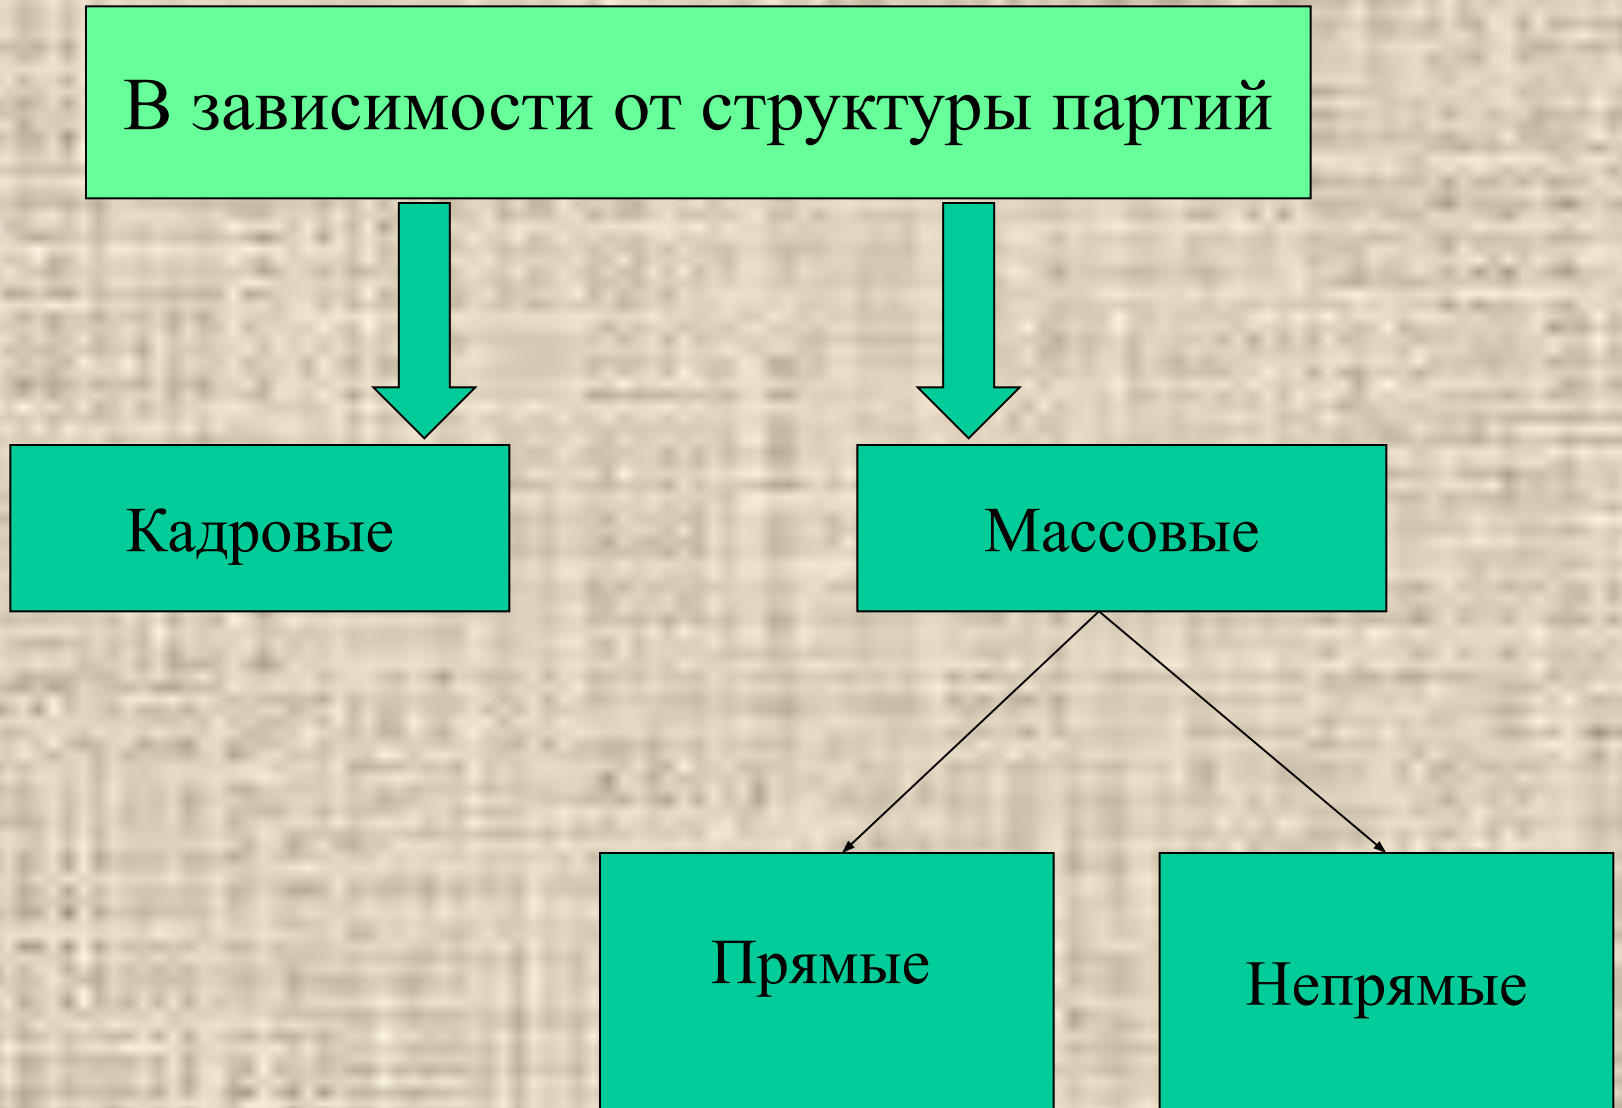 В зависимости от структуры партий
Кадровые
Массовые
Прямые
Непрямые